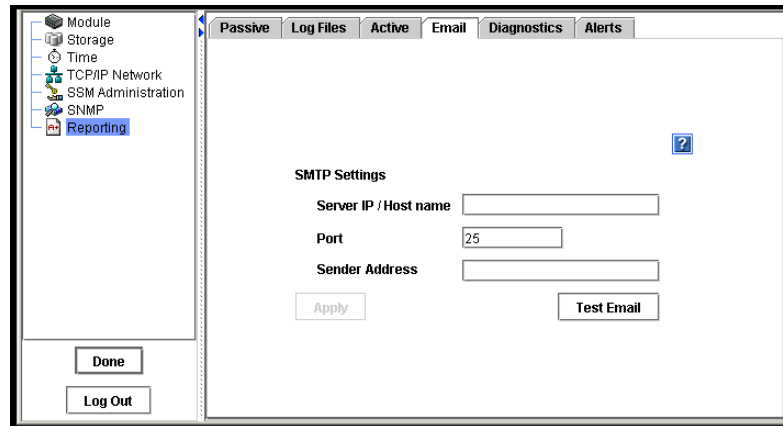 Module
Storage
Time
TCP/IP Network
SSM Administration
SNMP
A+ Reporting
Done
Log Out
Passive Log Files Active Email Diagnostics Alerts
?
SMTP Settings
Server IP / Host name
Port 25
Sender Address
Apply Test Email